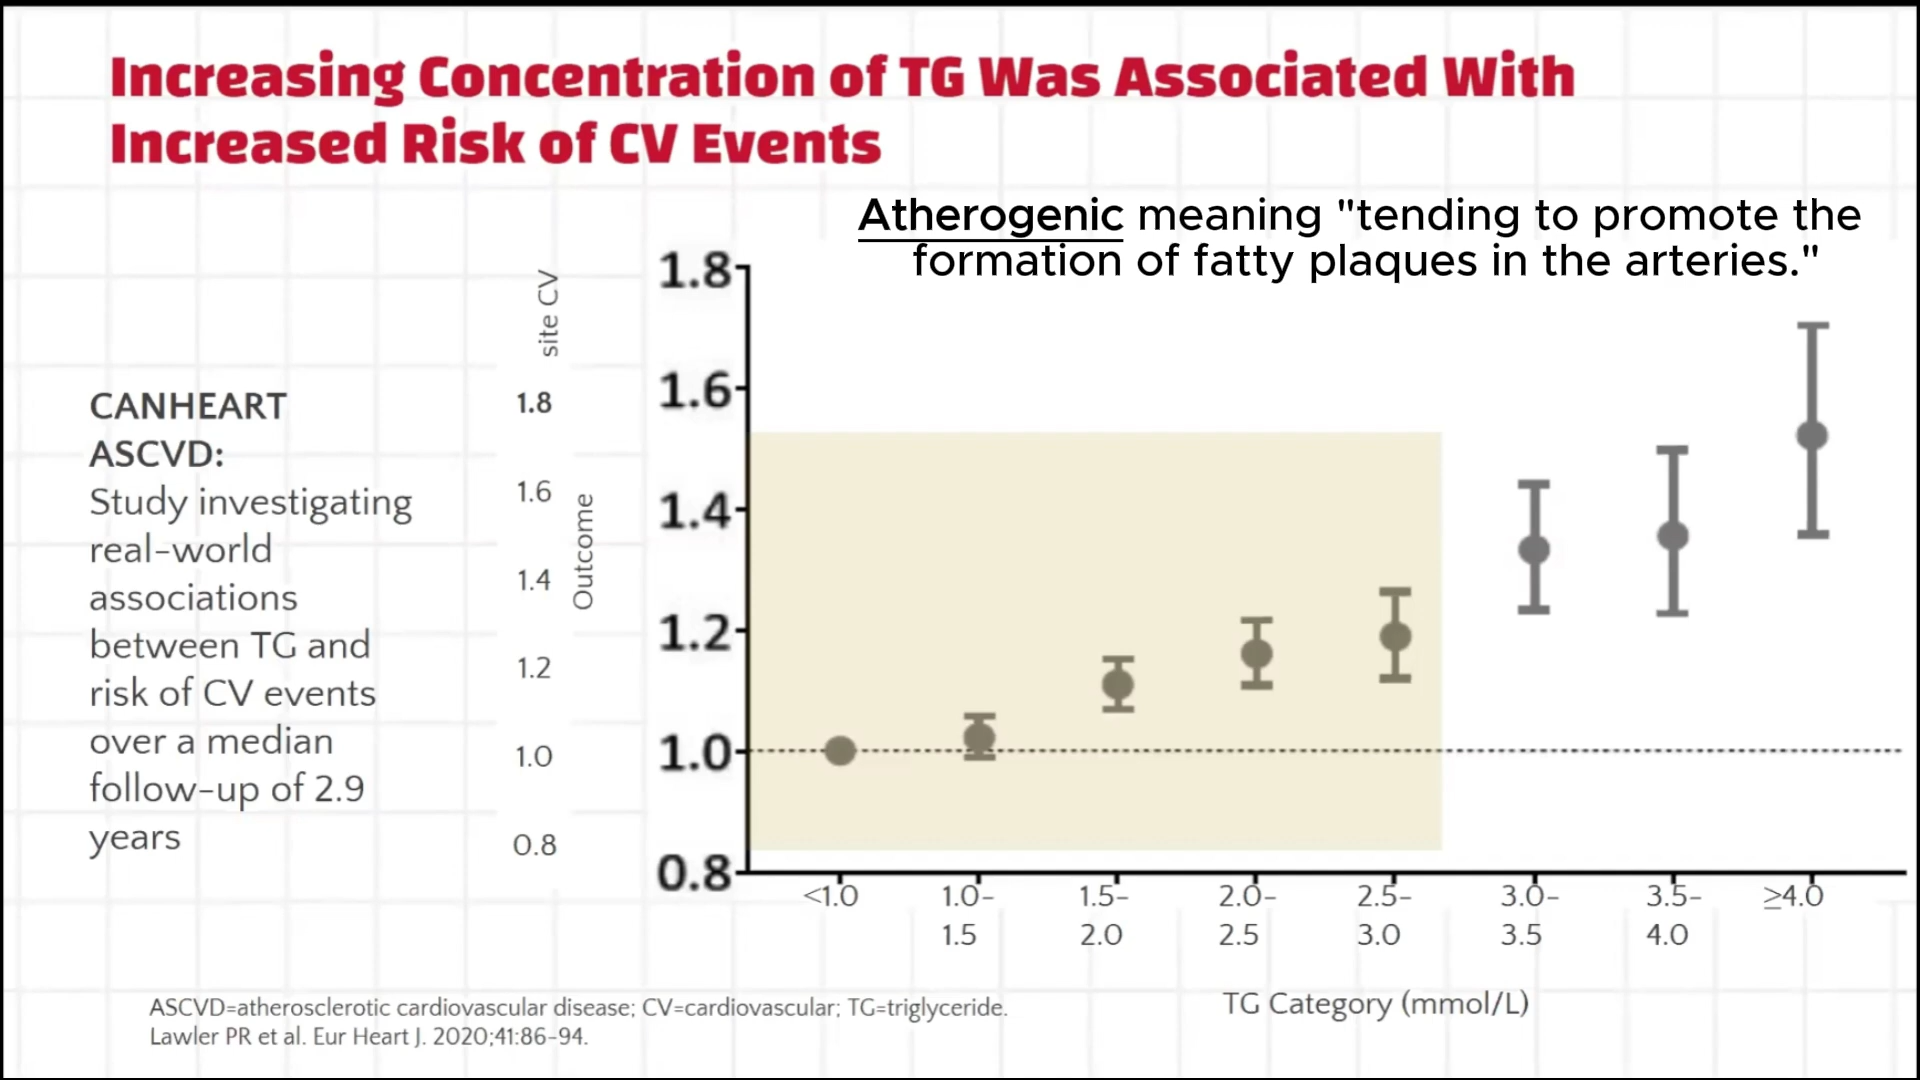 Increasing Concentration of TG Was Associated With
Increased Risk of CV Events
Atherogenic meaning "tending to promote the
formation of fatty plaques in the arteries."
CANHEART
ASCVD:
Study investigating
real-world
associations
between TG and
risk of CV events
over a median
follow-up of 2.9
years
site CV
Outcome
1.8
1.6
1.4
1.2
1.0
0.8
1.8
1.6
1.4
1.2
1.0
0.8
<1.0
1.0-
1.5
1.5-
2.0
2.0-
2.5
2.5-
3.0
3.0-
3.5
3.5-
4.0
≥4.0
TG Category (mmol/L)
ASCVD=atherosclerotic cardiovascular disease; CV=cardiovascular; TG=triglyceride.
Lawler PR et al. Eur Heart J. 2020;41:86-94.